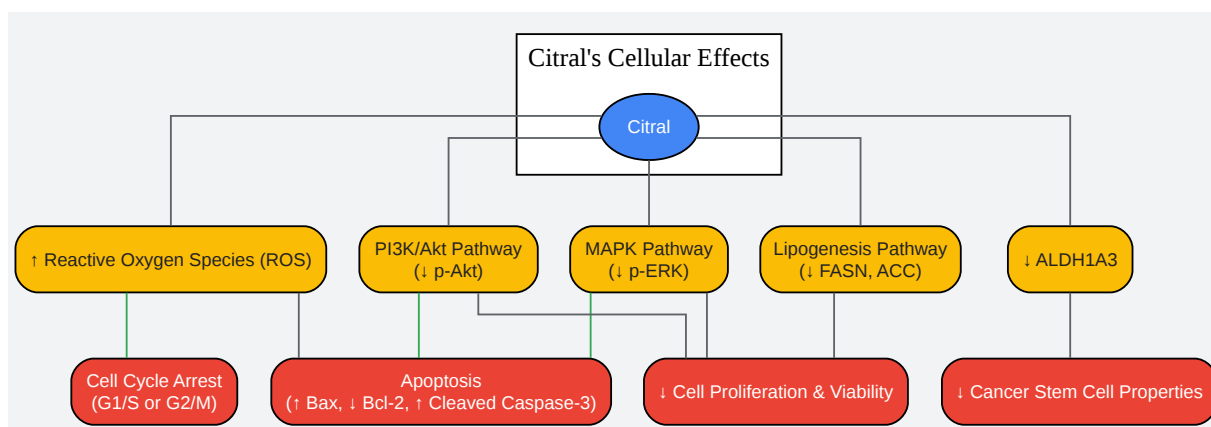 Citral's Cellular Effects
Citral
↑ Reactive Oxygen Species (ROS)
PI3K/Akt Pathway
(↓ p-Akt)
MAPK Pathway
(↓ p-ERK)
Lipogenesis Pathway
(↓ FASN, ACC)
↓ ALDH1A3
Cell Cycle Arrest
(G1/S or G2/M)
Apoptosis
(↑ Bax, ↓ Bcl-2, ↑ Cleaved Caspase-3)
↓ Cell Proliferation & Viability
↓ Cancer Stem Cell Properties